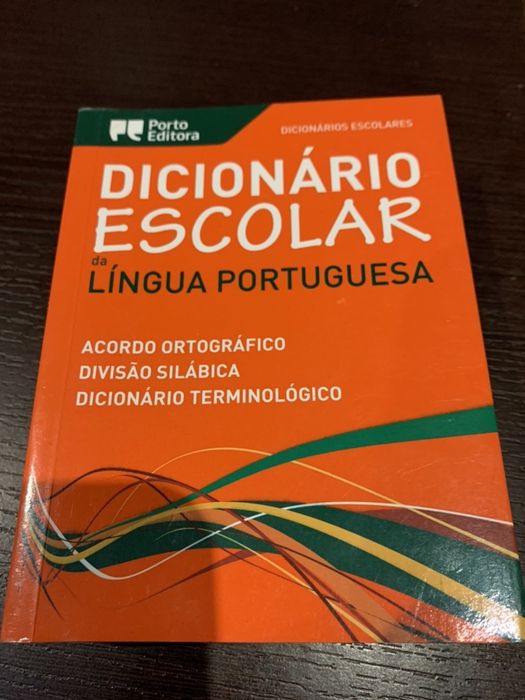 Porto
Editora
DICIONÁRIOS ESCOLARES
DICIONÁRIO
ESCOLAR
da
LÍNGUA PORTUGUESA
ACORDO ORTOGRÁFICO
DIVISÃO SILÁBICA
DICIONÁRIO TERMINOLÓGICO